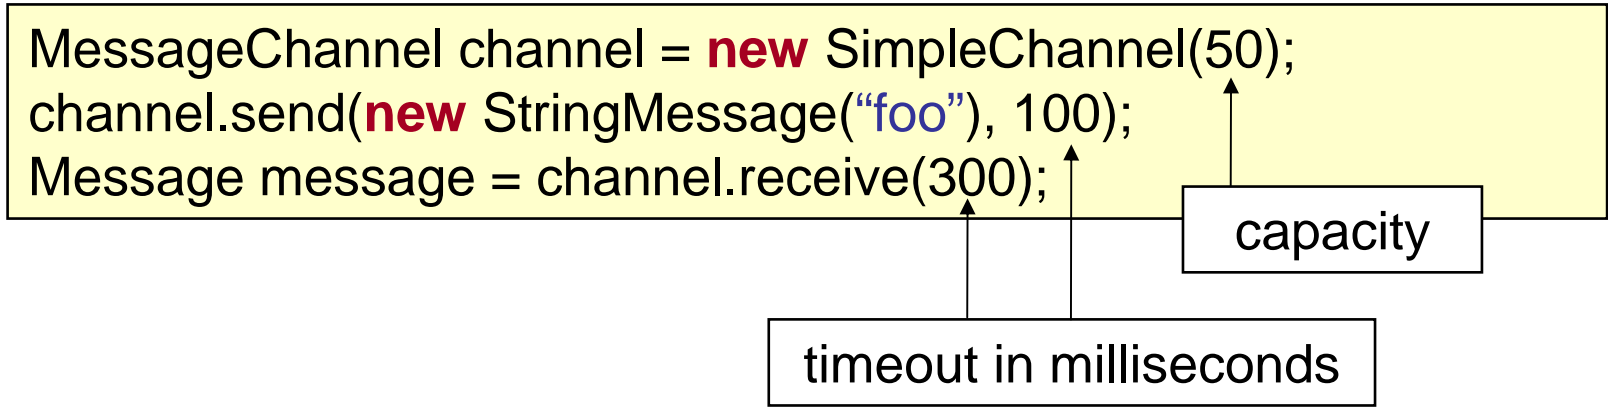 MessageChannel channel = new SimpleChannel(50);
channel.send(new StringMessage(“foo”), 100);
Message message = channel.receive(300);
capacity
timeout in milliseconds